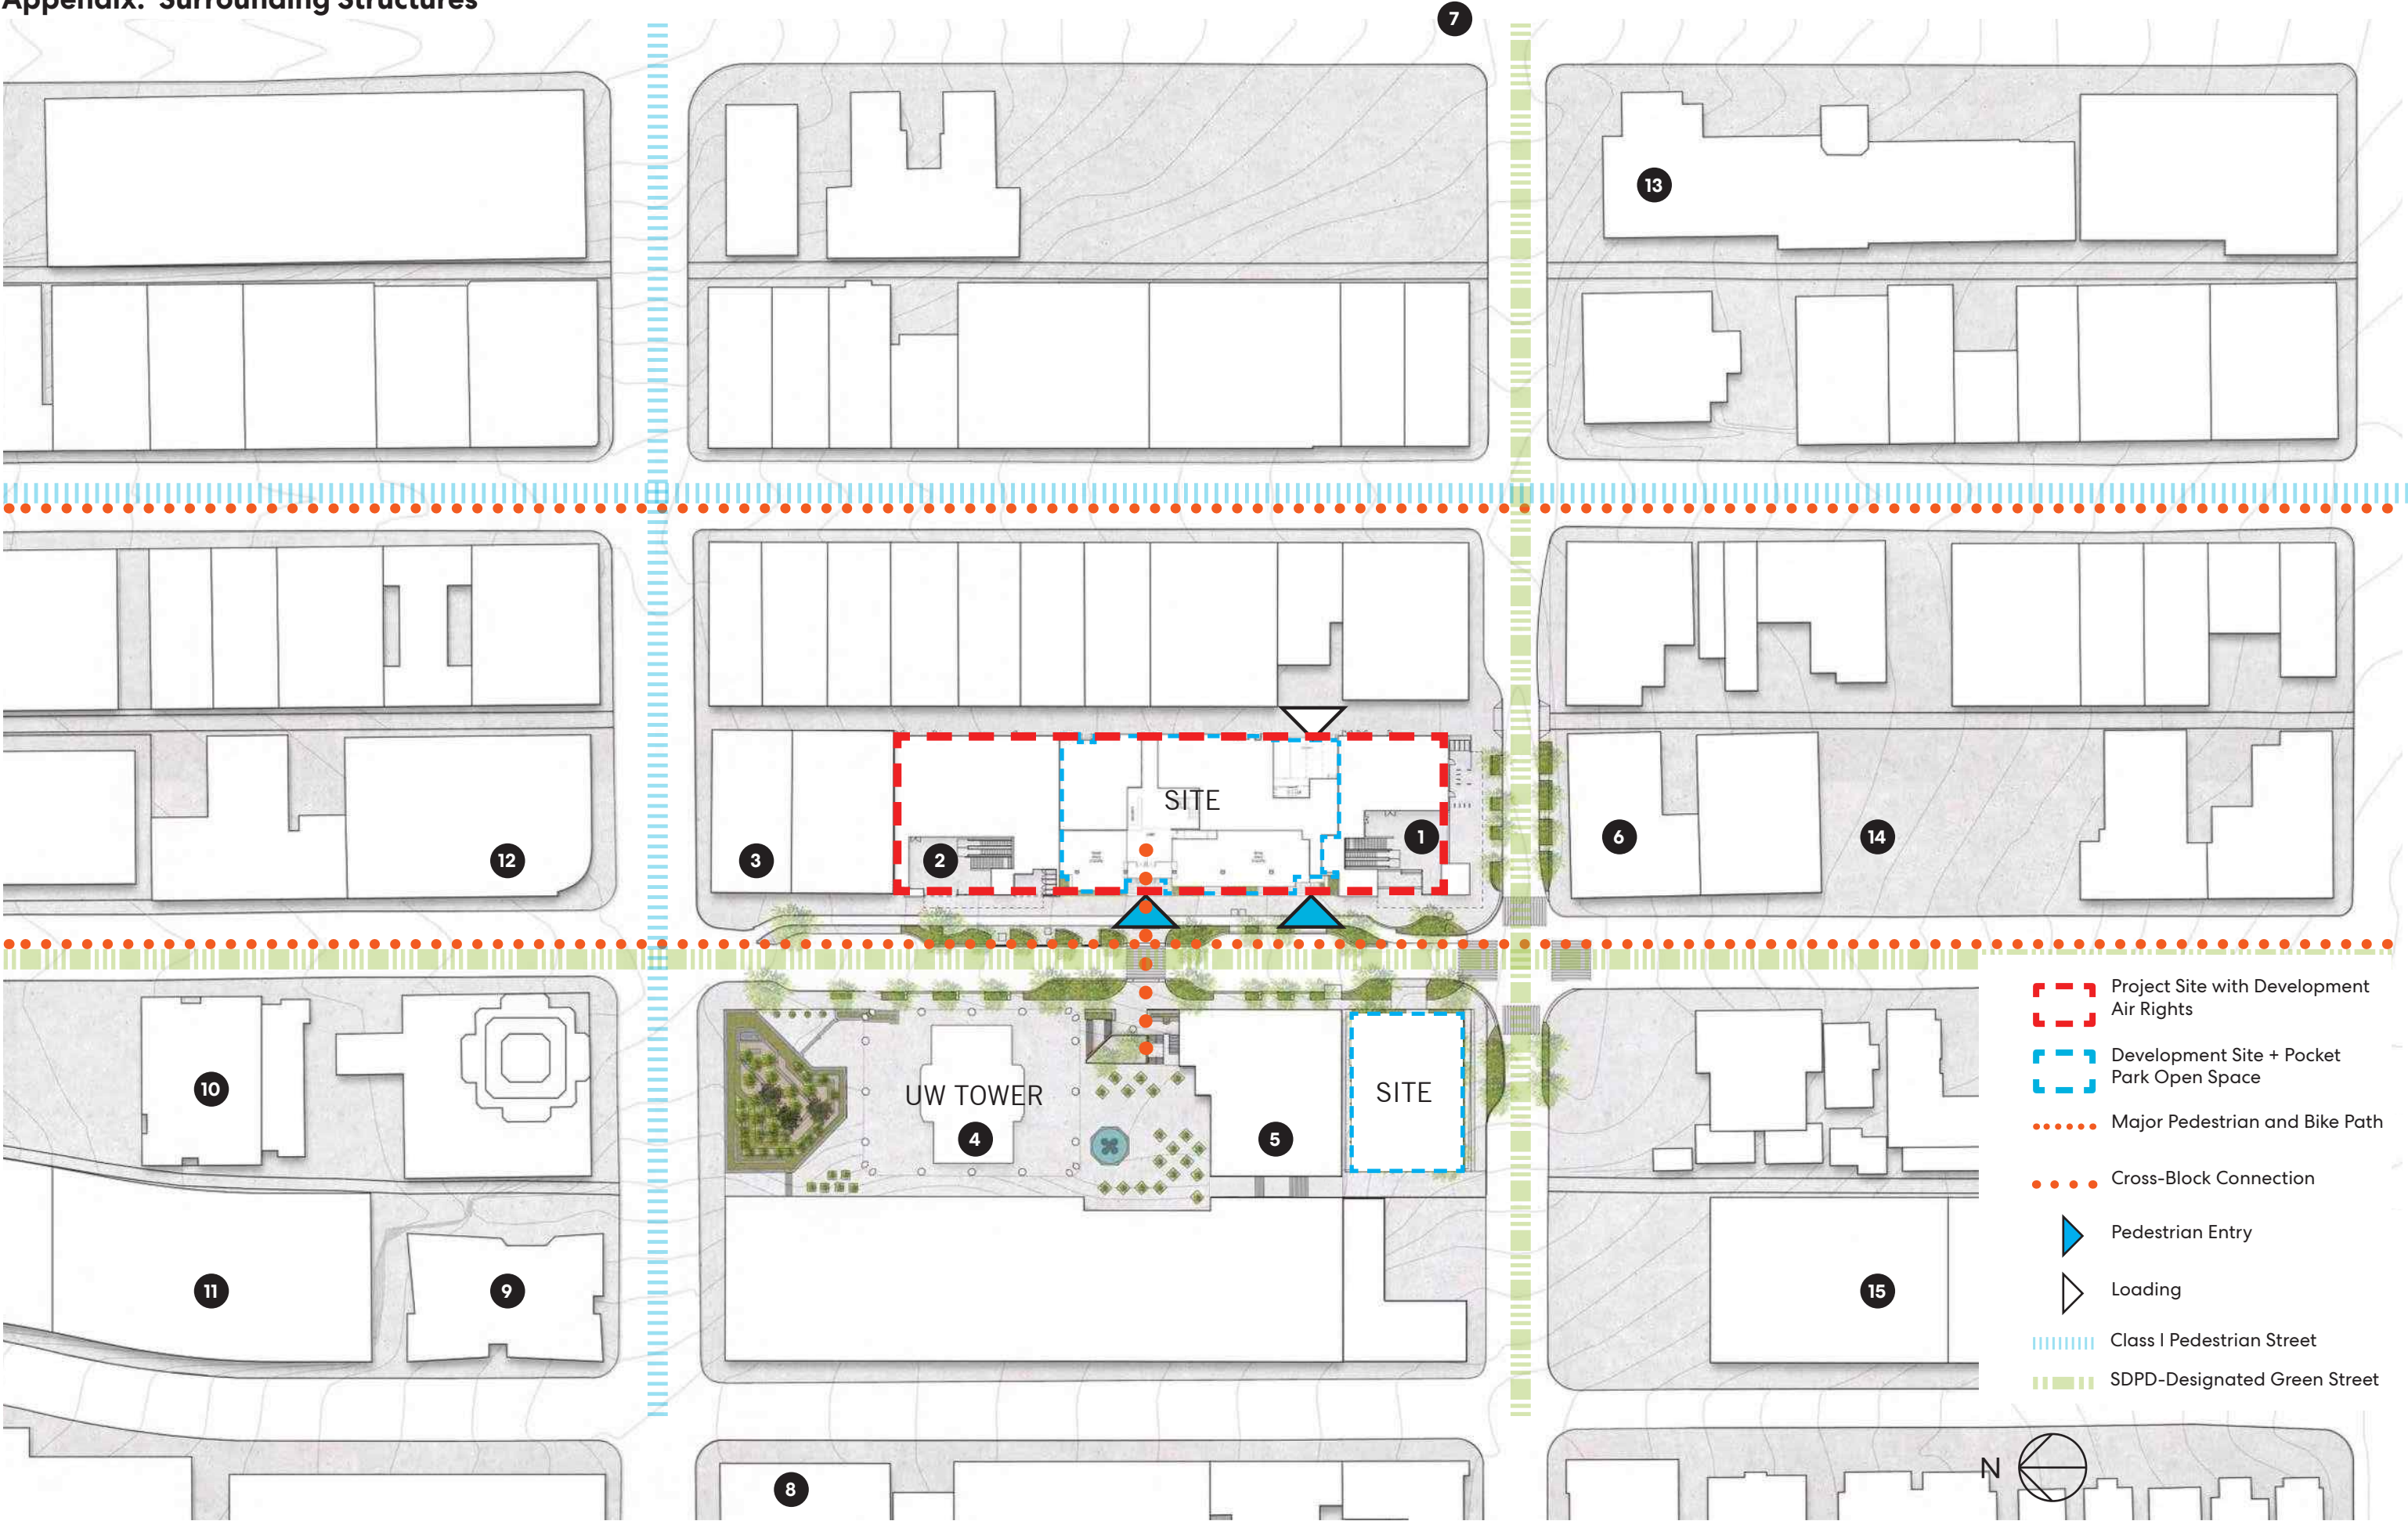 Appendix: Surrounding Structures
7
13
SITE
1
2
3
6
14
12
UW TOWER
SITE
4
5
10
11
9
15
8
Project Site with Development
Air Rights
Development Site + Pocket
Park Open Space
Major Pedestrian and Bike Path
Cross-Block Connection
Pedestrian Entry
Loading
Class I Pedestrian Street
SDPD-Designated Green Street
N